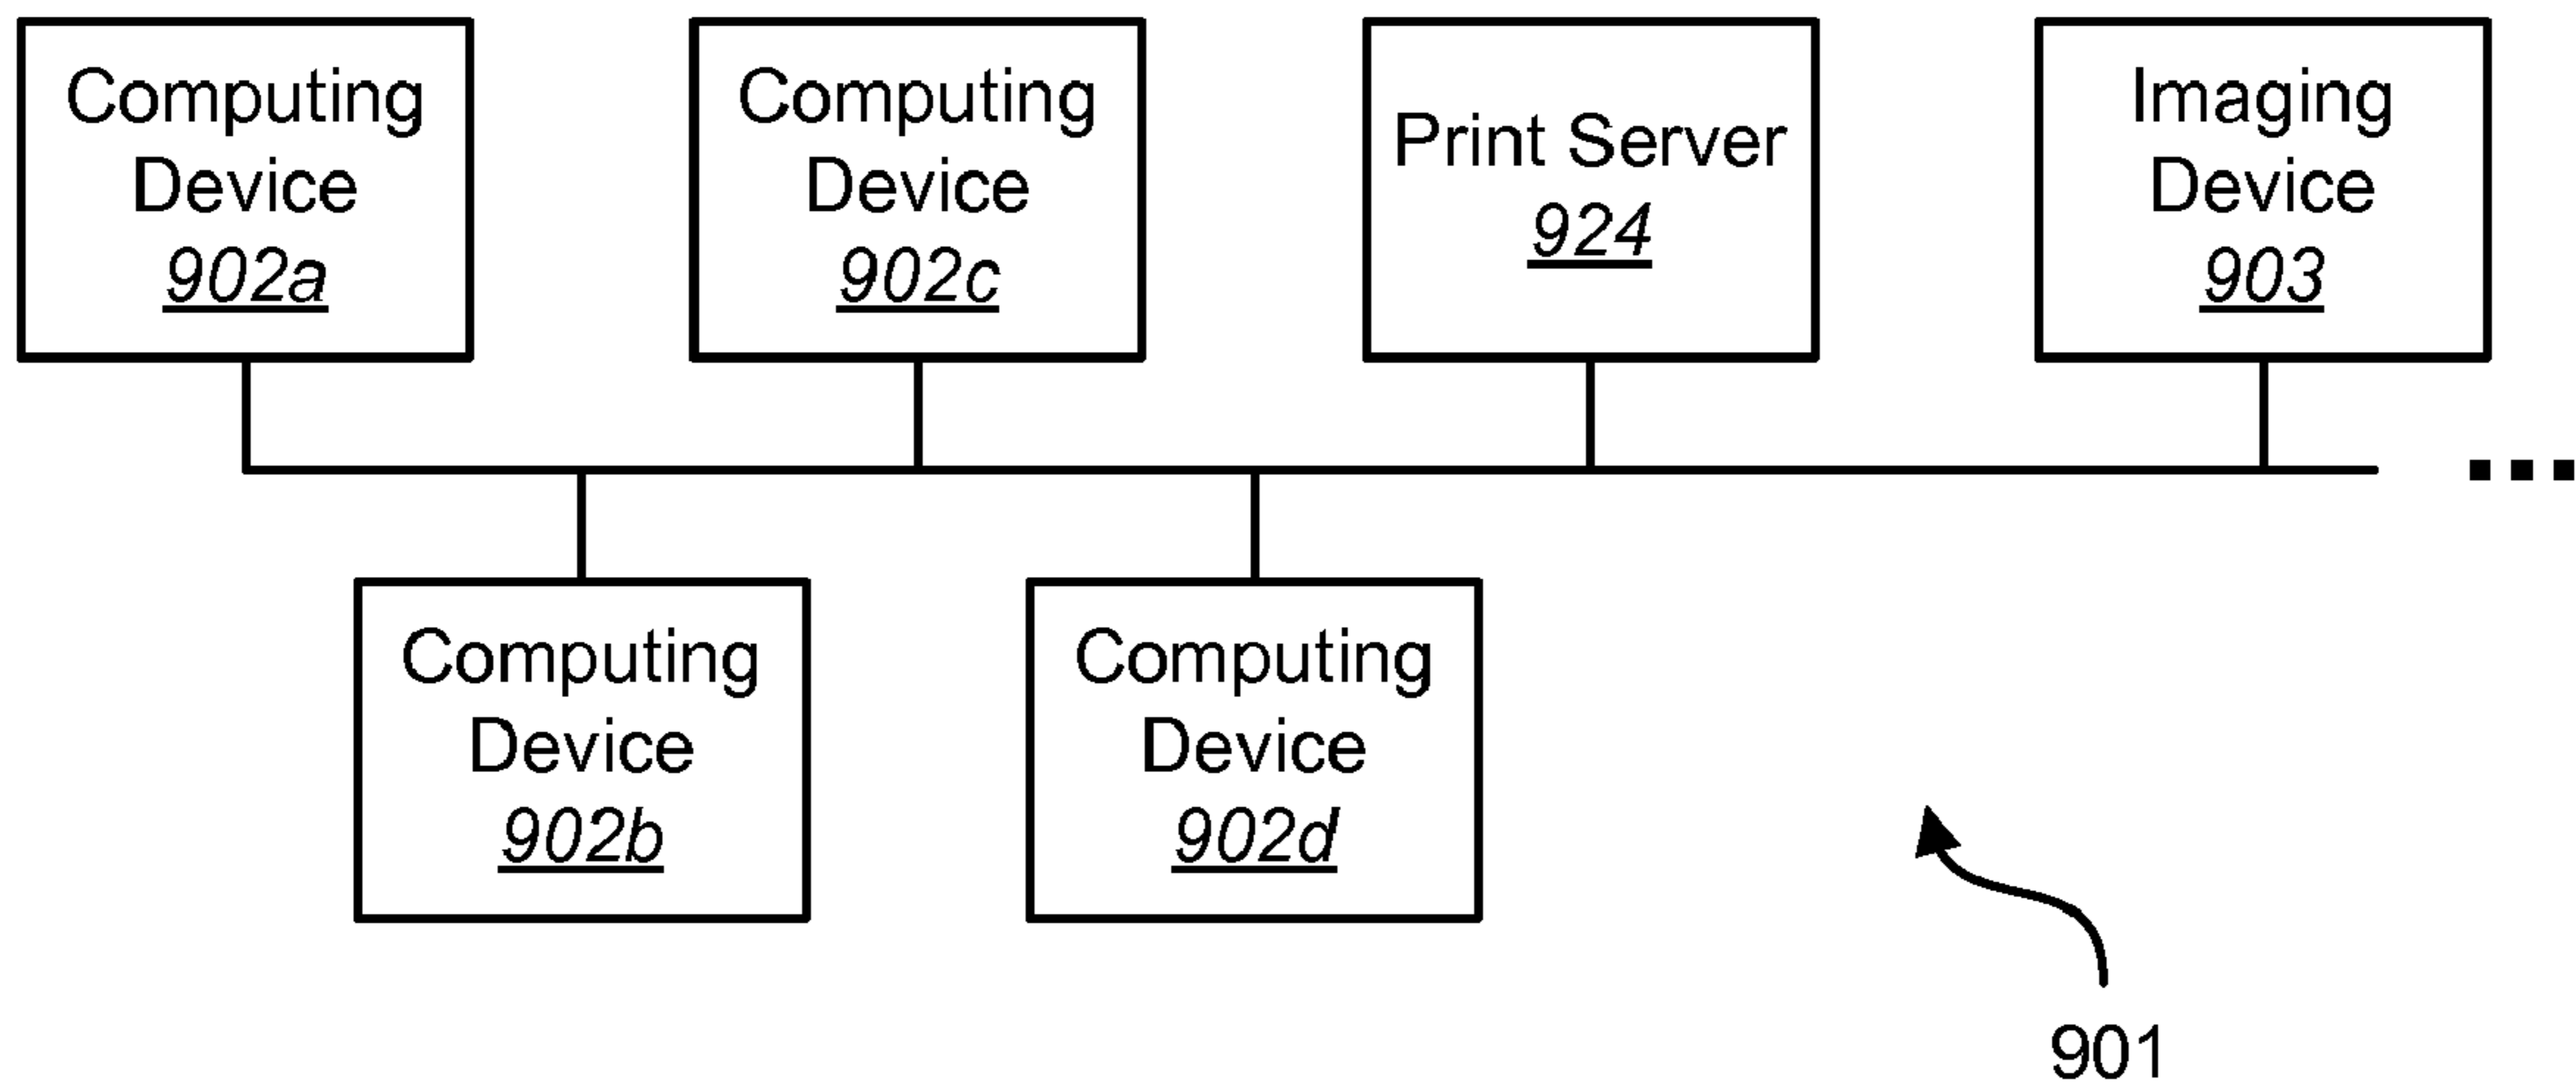 Computing
Device
902a
Computing
Device
902c
Print Server
924
Imaging
Device
903
Computing
Device
902b
Computing
Device
902d
901